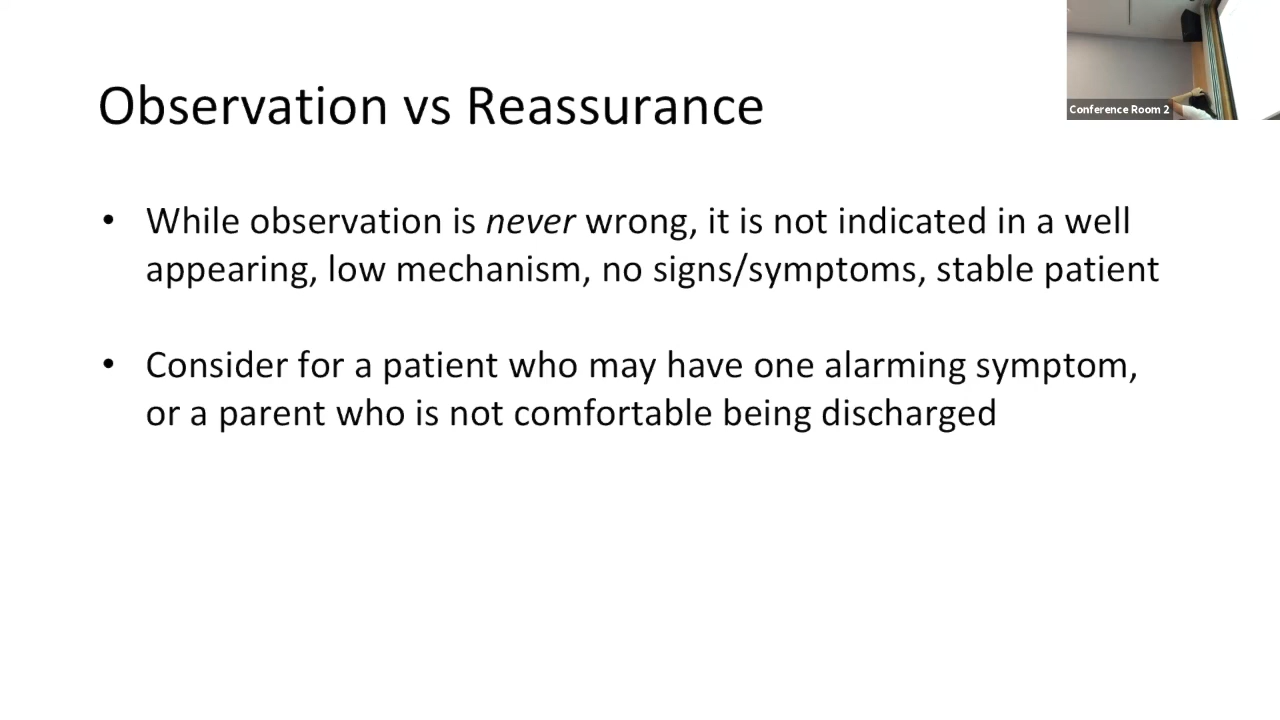 Observation vs Reassurance
Conference Room 2
• While observation is never wrong, it is not indicated in a well
appearing, low mechanism, no signs/symptoms, stable patient
• Consider for a patient who may have one alarming symptom,
or a parent who is not comfortable being discharged